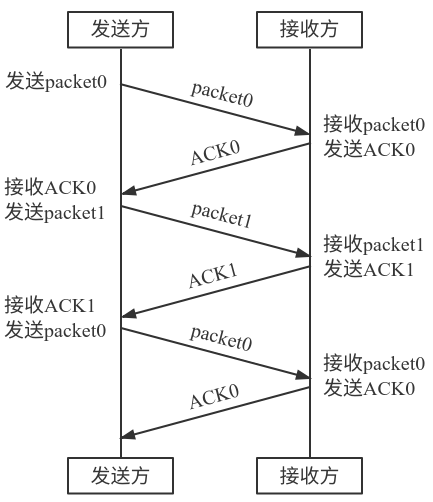 发送方
接收方
发送packet0
packet0
接收packet0
发送ACK0
ACK0
接收ACK0
发送packet1
packet1
接收packet1
发送ACK1
ACK1
接收ACK1
发送packet0
packet0
接收packet0
发送ACK0
ACK0
发送方
接收方